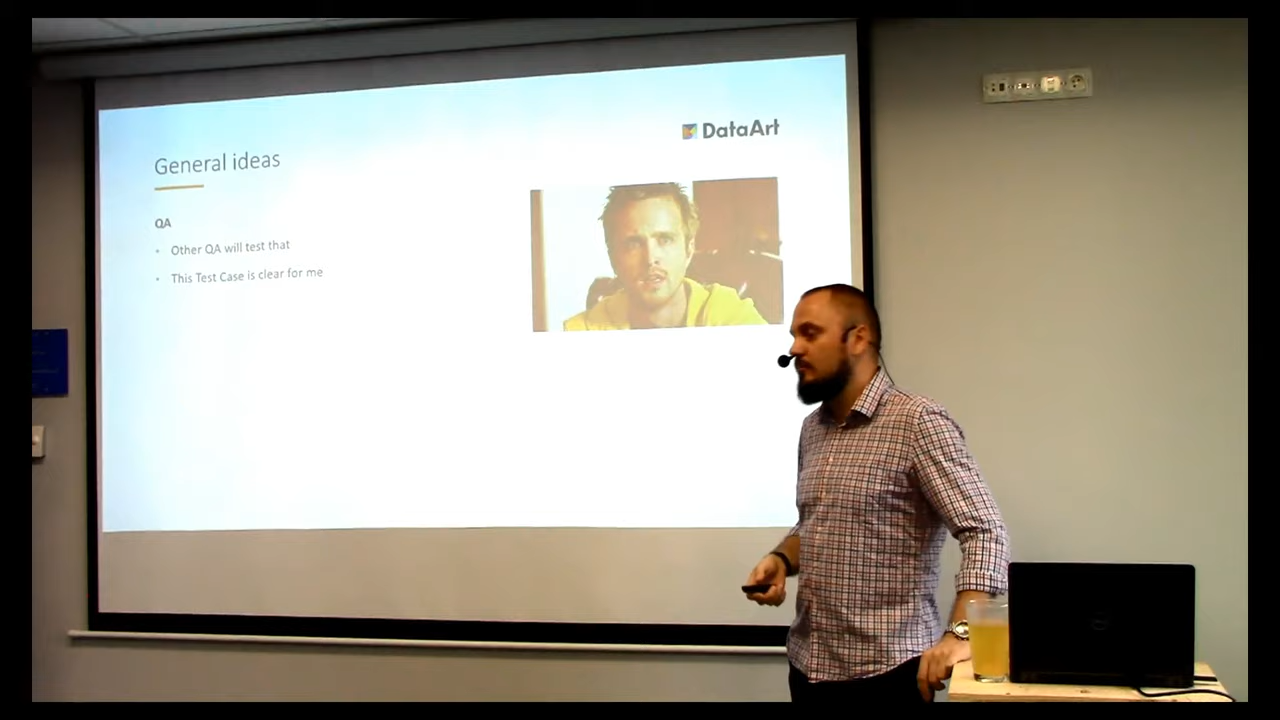 DataArt
General ideas
QA
• Other QA will test that
• This Test Case is clear for me